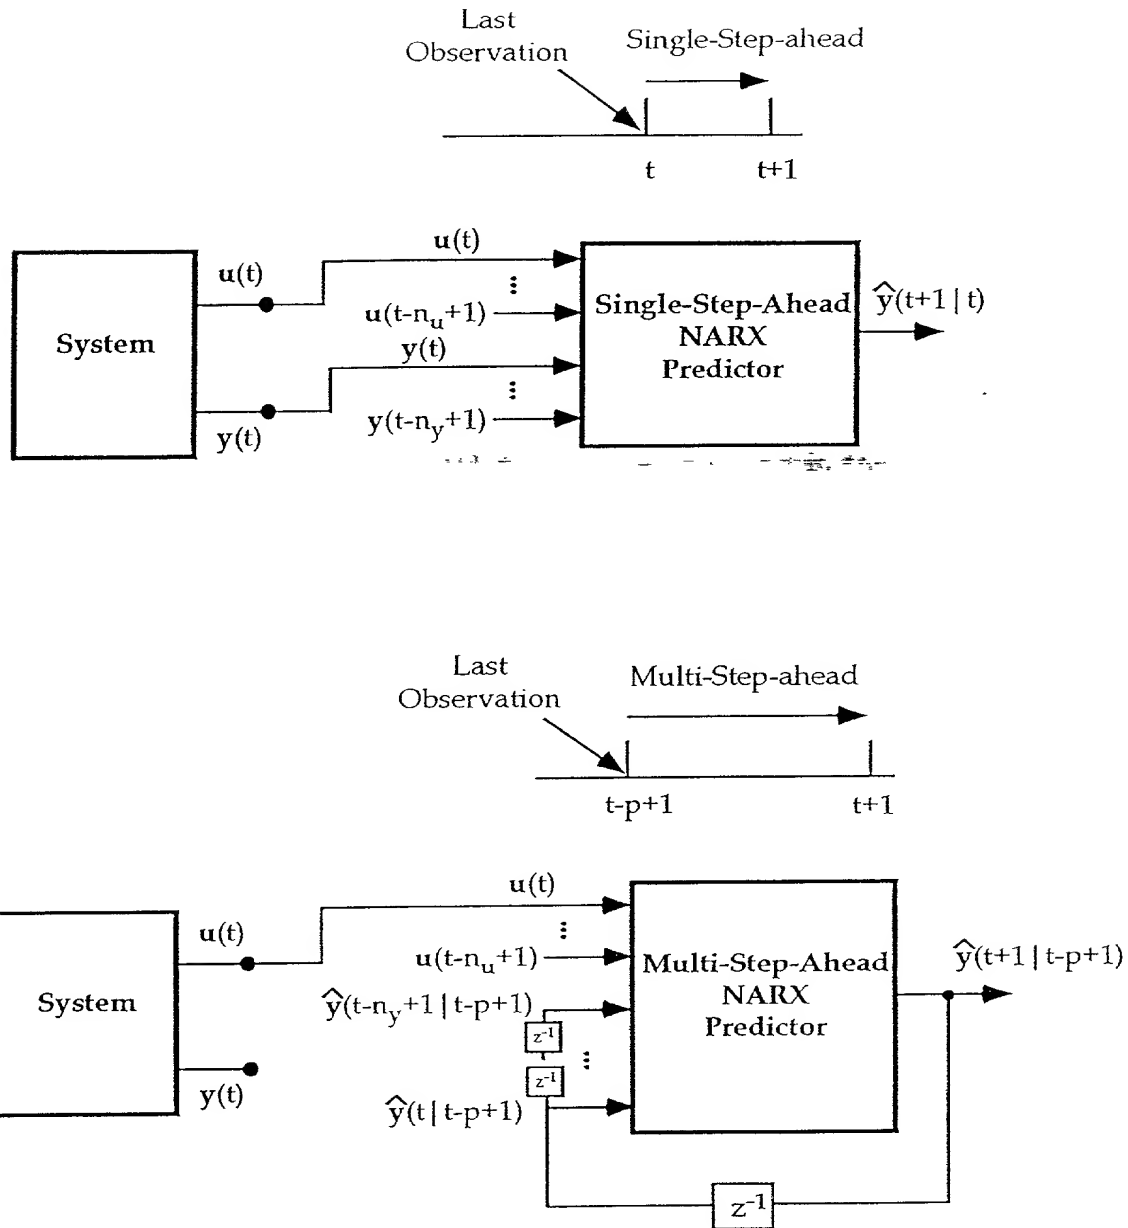 Last
Observation
Single-Step-ahead
t
t+1
System
u(t)
y(t)
u(t)
u(t-nᵤ+1)
y(t)
y(t-n_y+1)
Single-Step-Ahead
NARX
Predictor
ŷ(t+1|t)
Last
Observation
Multi-Step-ahead
t-p+1
t+1
System
u(t)
y(t)
u(t)
u(t-nᵤ+1)
ŷ(t-n_y+1|t-p+1)
z⁻¹
z⁻¹
ŷ(t|t-p+1)
Multi-Step-Ahead
NARX
Predictor
ŷ(t+1|t-p+1)
z⁻¹